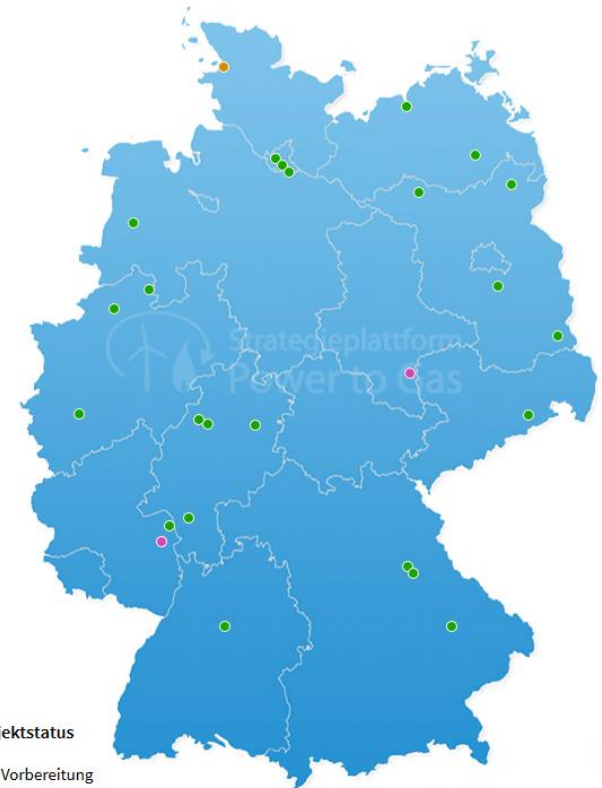 Strategieplattform
Power to Gas
jektstatus
Vorbereitung